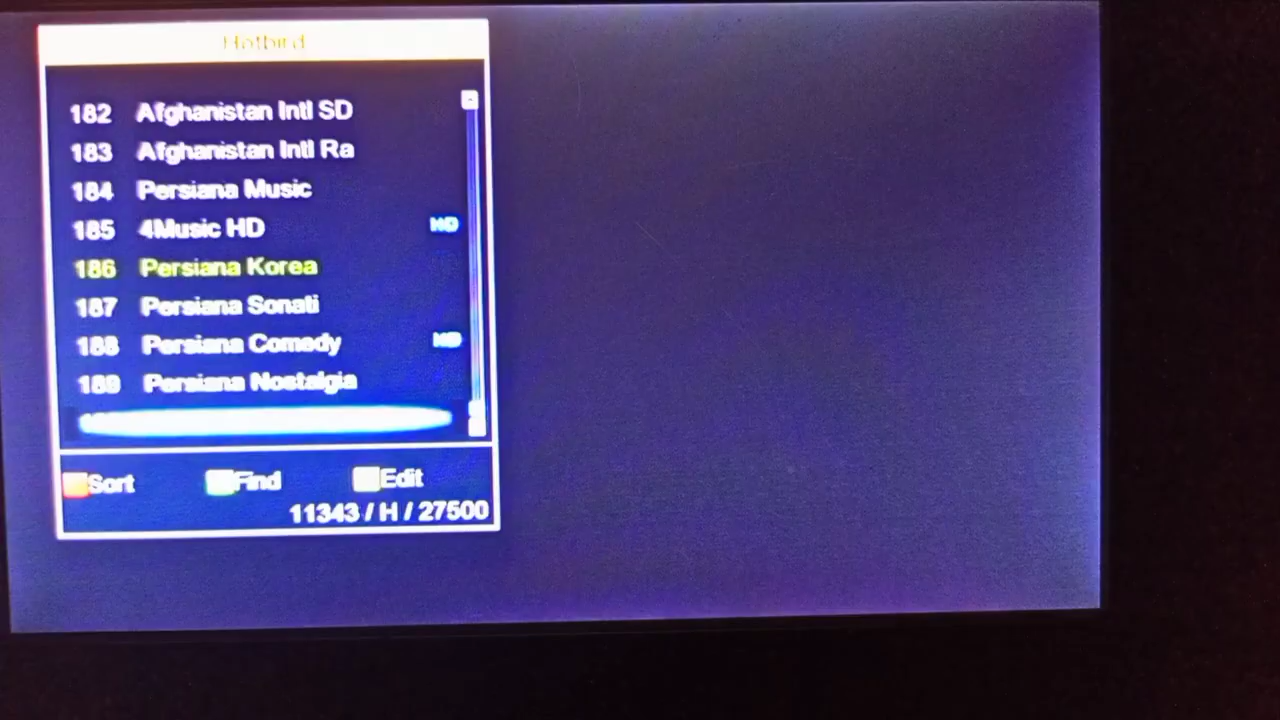 Hotbird
182 Afghanistan Intl SD
183 Afghanistan Intl Ra
184 Persiana Music
185 4Music HD HD
186 Persiana Korea
187 Persiana Sonati
188 Persiana Comedy HD
189 Persiana Nostalgia
Sort Find Edit
11343 / H / 27500